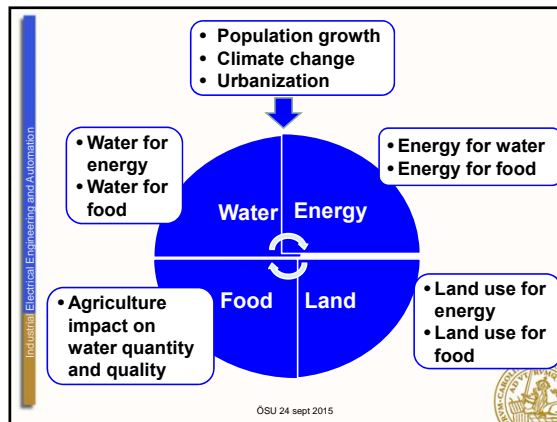 • Population growth
• Climate change
• Urbanization
• Water for
energy
• Water for
food
• Energy for water
• Energy for food
Water
Energy
Food
Land
• Agriculture
impact on
water quantity
and quality
• Land use for
energy
• Land use for
food
Industrial Electrical Engineering and Automation
ÖSU 24 sept 2015